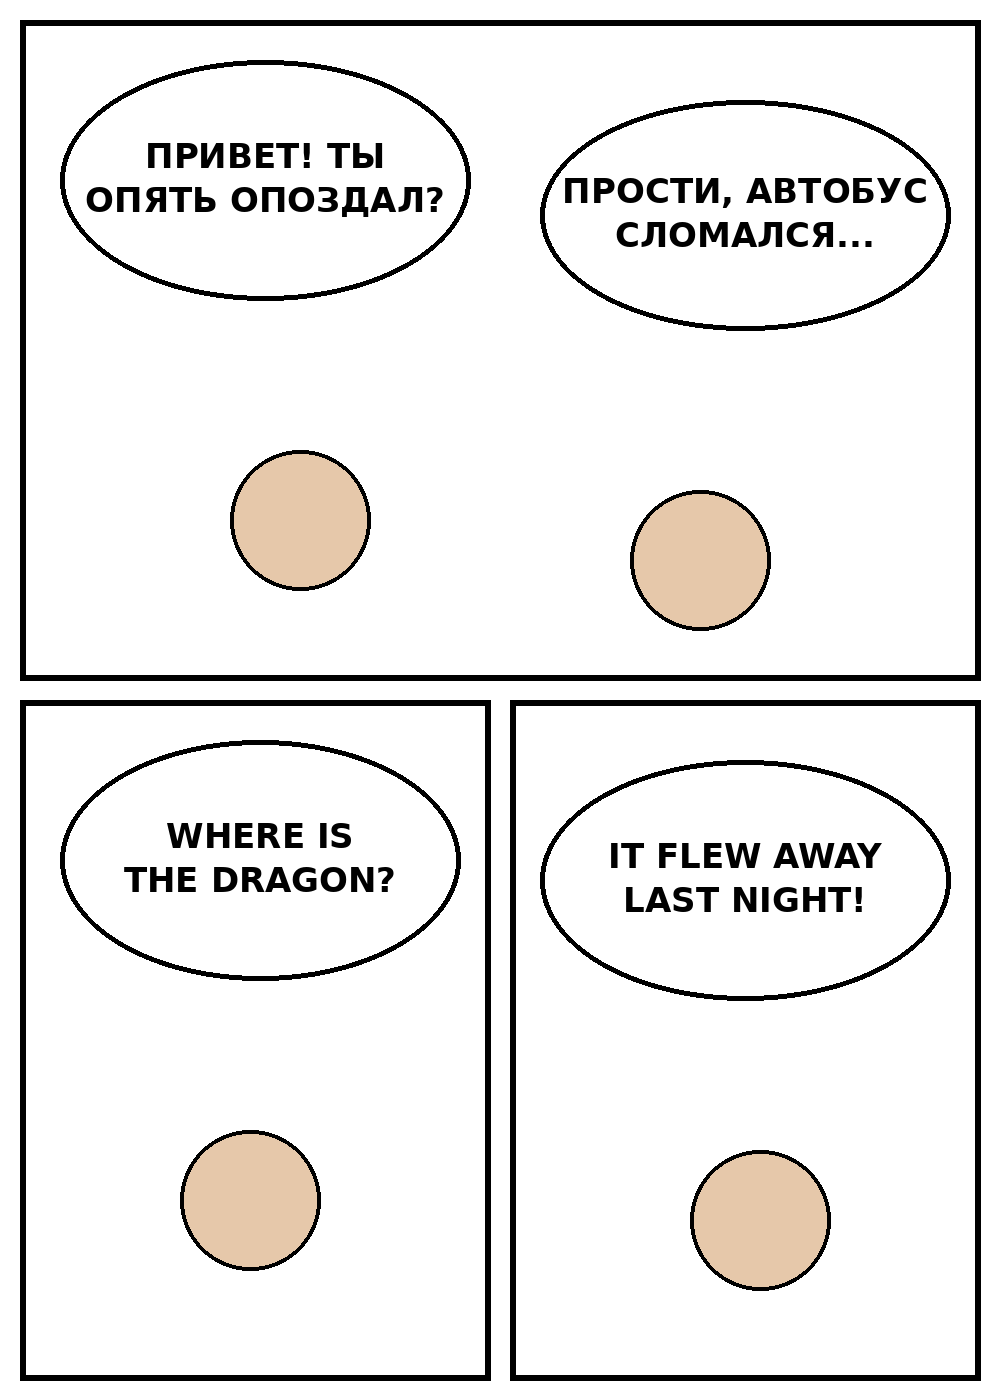 ПРИВЕТ! ТЫ
ОПЯТЬ ОПОЗДАЛ?
ПРОСТИ, АВТОБУС
СЛОМАЛСЯ...
WHERE IS
THE DRAGON?
IT FLEW AWAY
LAST NIGHT!